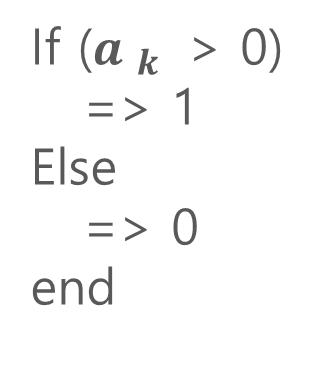 If (a k > 0)
=> 1
Else
=> 0
end